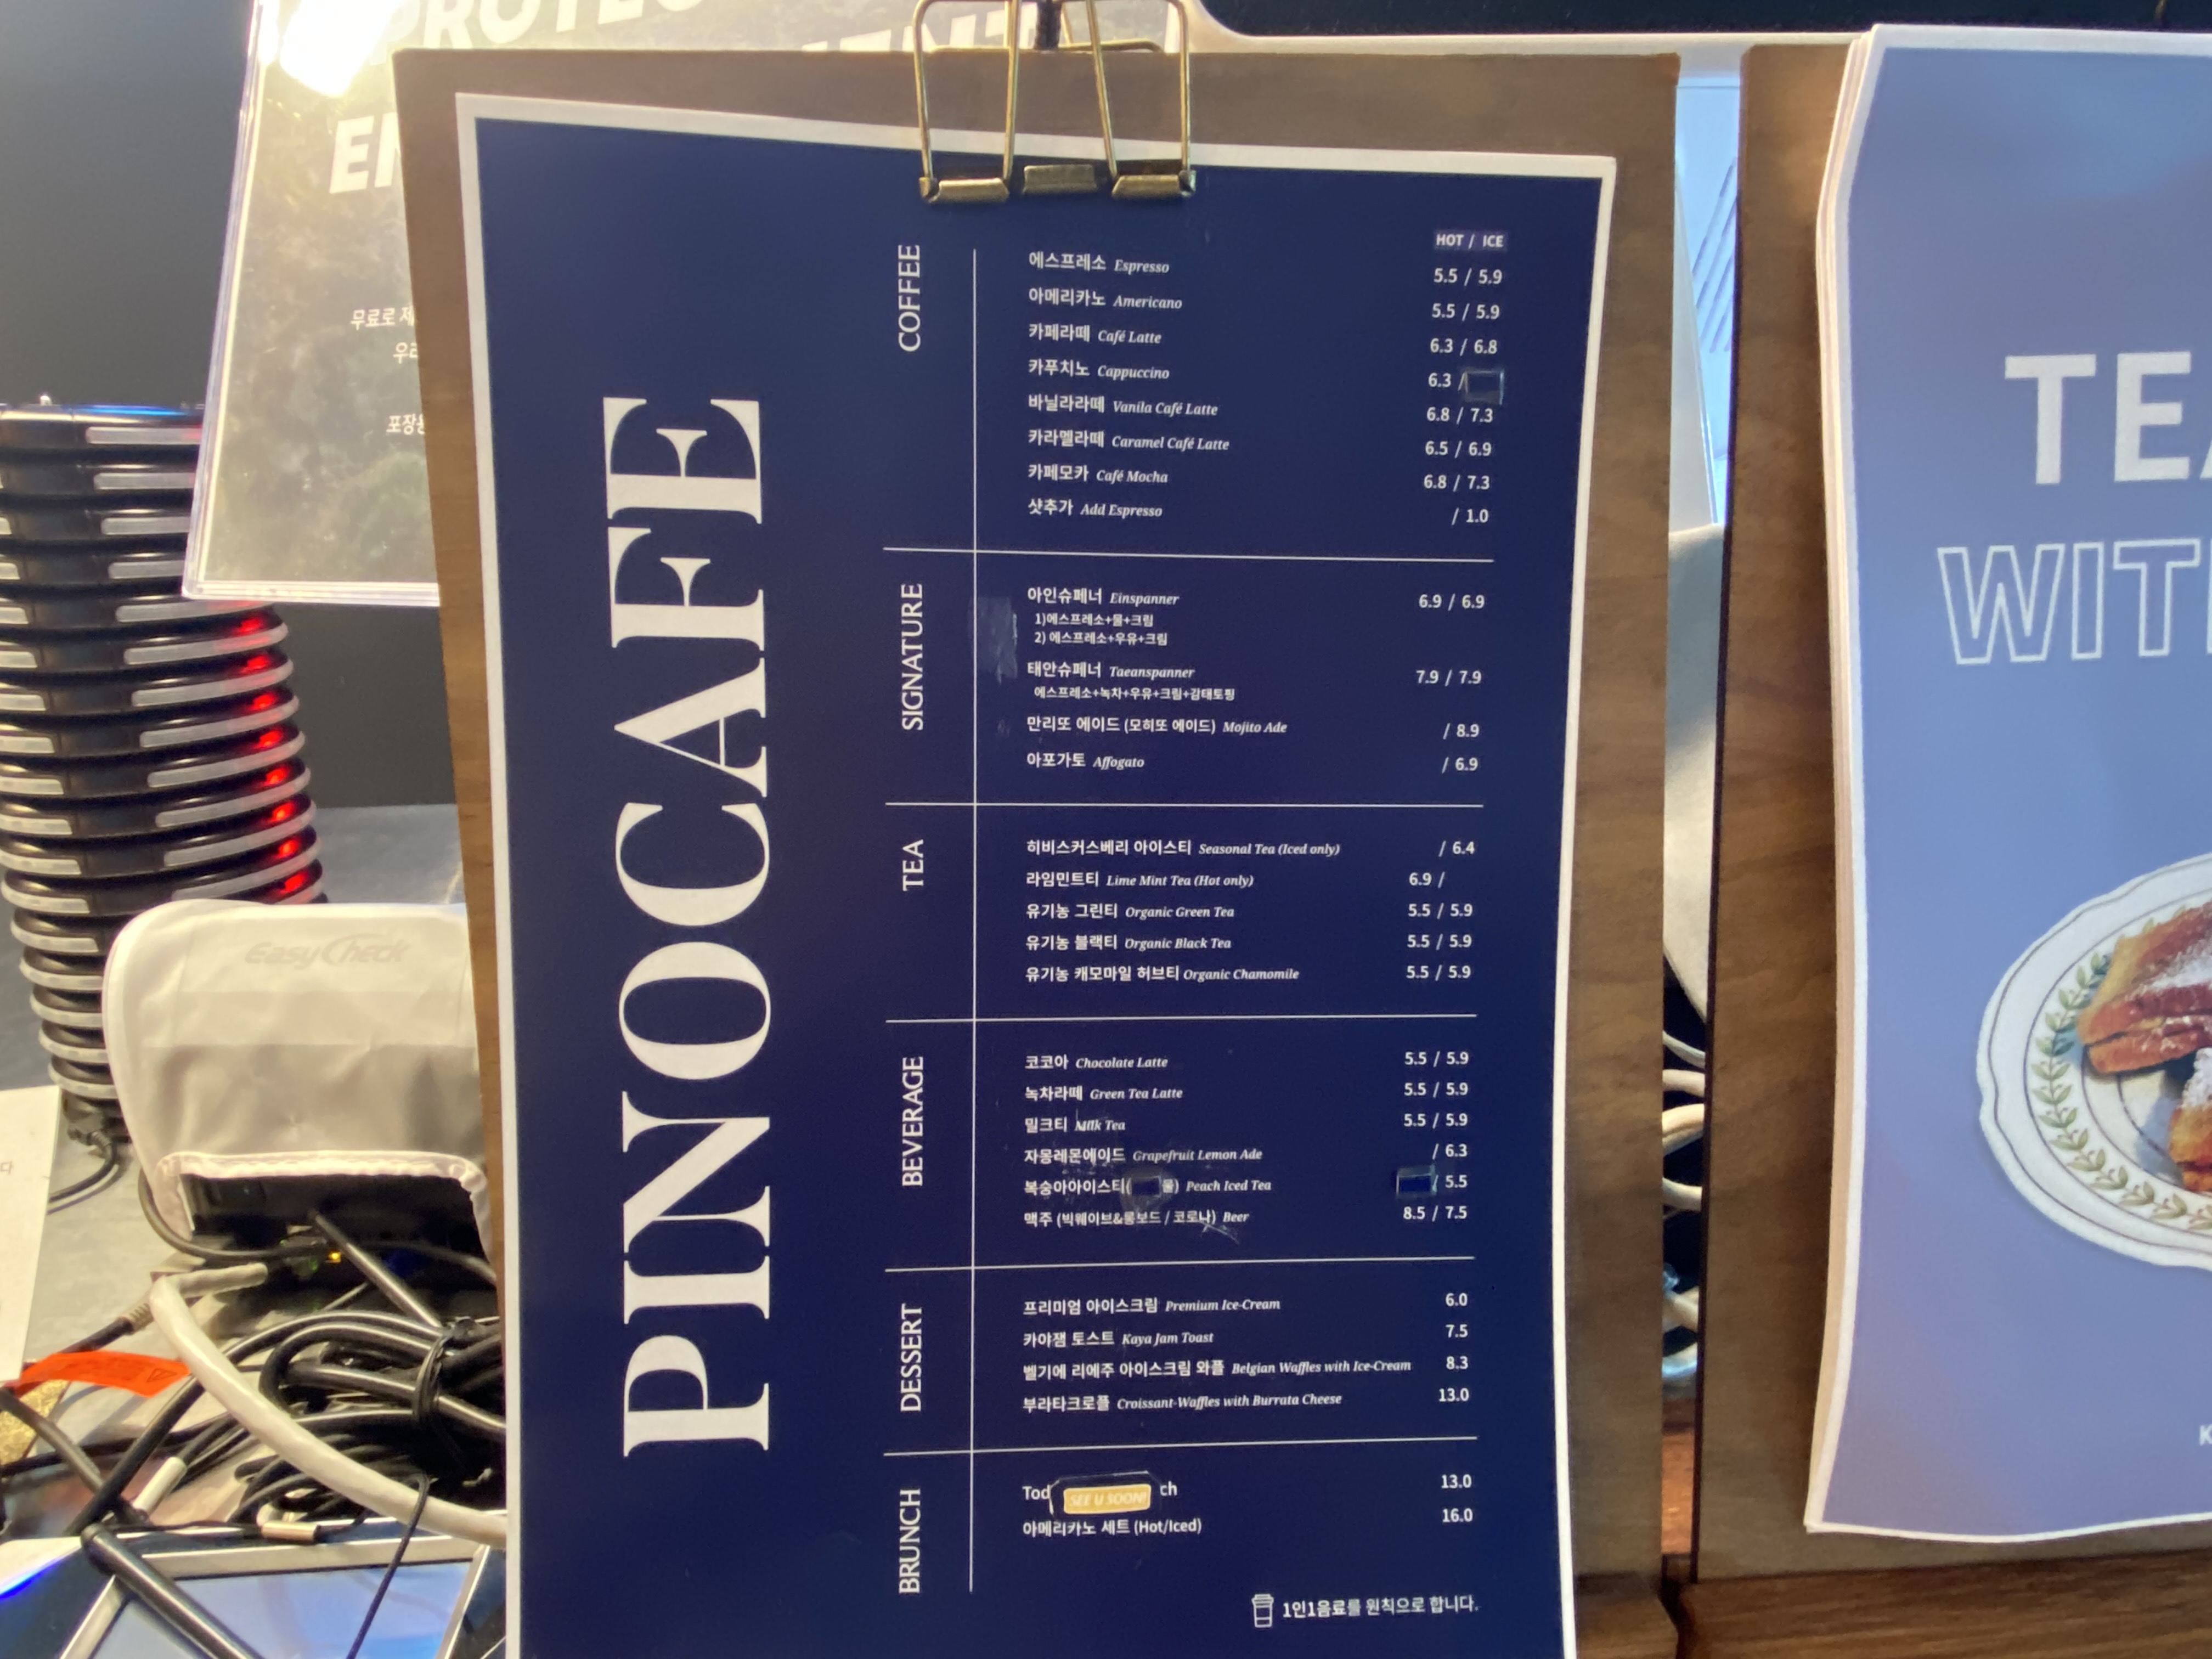 PROTEC
EN
무료로 제
우리
포장
EasyCheck
다
PINOCAFE
COFFEE
HOT / ICE
에스프레소 Espresso 5.5 / 5.9
아메리카노 Americano 5.5 / 5.9
카페라떼 Café Latte 6.3 / 6.8
카푸치노 Cappuccino 6.3 /
바닐라라떼 Vanila Café Latte 6.8 / 7.3
카라멜라떼 Caramel Café Latte 6.5 / 6.9
카페모카 Café Mocha 6.8 / 7.3
샷추가 Add Espresso / 1.0
SIGNATURE
아인슈페너 Einspanner 6.9 / 6.9
1)에스프레소+물+크림
2) 에스프레소+우유+크림
태안슈페너 Taeanspanner 7.9 / 7.9
에스프레소+녹차+우유+크림+감태토핑
만리또 에이드 (모히또 에이드) Mojito Ade / 8.9
아포가토 Affogato / 6.9
TEA
히비스커스베리 아이스티 Seasonal Tea (Iced only) / 6.4
라임민트티 Lime Mint Tea (Hot only) 6.9 /
유기농 그린티 Organic Green Tea 5.5 / 5.9
유기농 블랙티 Organic Black Tea 5.5 / 5.9
유기농 캐모마일 허브티 Organic Chamomile 5.5 / 5.9
BEVERAGE
코코아 Chocolate Latte 5.5 / 5.9
녹차라떼 Green Tea Latte 5.5 / 5.9
밀크티 Milk Tea 5.5 / 5.9
자몽레몬에이드 Grapefruit Lemon Ade / 6.3
복숭아아이스티( 물) Peach Iced Tea / 5.5
맥주 (빅웨이브&롱보드 / 코로나) Beer 8.5 / 7.5
DESSERT
프리미엄 아이스크림 Premium Ice-Cream 6.0
카야잼 토스트 Kaya Jam Toast 7.5
벨기에 리에주 아이스크림 와플 Belgian Waffles with Ice-Cream 8.3
부라타크로플 Croissant-Waffles with Burrata Cheese 13.0
BRUNCH
Tod SEE U SOON! ch 13.0
아메리카노 세트 (Hot/Iced) 16.0
1인1음료를 원칙으로 합니다.
TEA
WITH
K